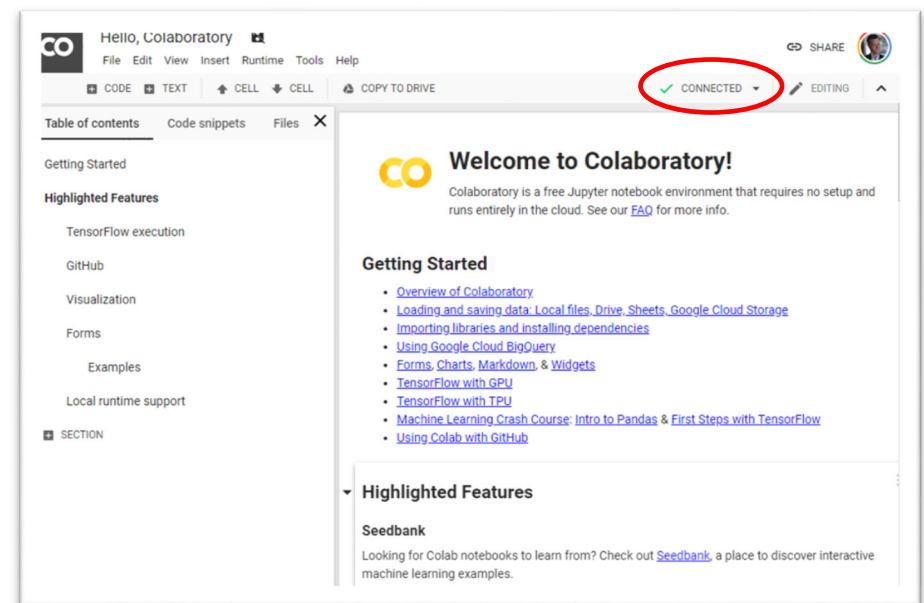 CO
Hello, Colaboratory
File Edit View Insert Runtime Tools Help
SHARE
CODE TEXT CELL CELL COPY TO DRIVE
CONNECTED EDITING
Table of contents Code snippets Files X
Getting Started
Highlighted Features
TensorFlow execution
GitHub
Visualization
Forms
Examples
Local runtime support
SECTION
CO
Welcome to Colaboratory!
Colaboratory is a free Jupyter notebook environment that requires no setup and
runs entirely in the cloud. See our FAQ for more info.
Getting Started
• Overview of Colaboratory
• Loading and saving data: Local files, Drive, Sheets, Google Cloud Storage
• Importing libraries and installing dependencies
• Using Google Cloud BigQuery
• Forms, Charts, Markdown, & Widgets
• TensorFlow with GPU
• TensorFlow with TPU
• Machine Learning Crash Course: Intro to Pandas & First Steps with TensorFlow
• Using Colab with GitHub
Highlighted Features
Seedbank
Looking for Colab notebooks to learn from? Check out Seedbank, a place to discover interactive
machine learning examples.